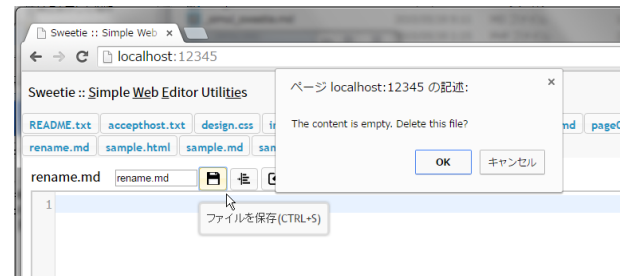 Sweetie :: Simple Web
localhost:12345
Sweetie :: Simple Web Editor Utilities
ページ localhost:12345 の記述:
The content is empty. Delete this file?
OK
キャンセル
README.txt accepthost.txt design.css md
rename.md sample.html sample.md
rename.md rename.md
1
ファイルを保存(CTRL+S)